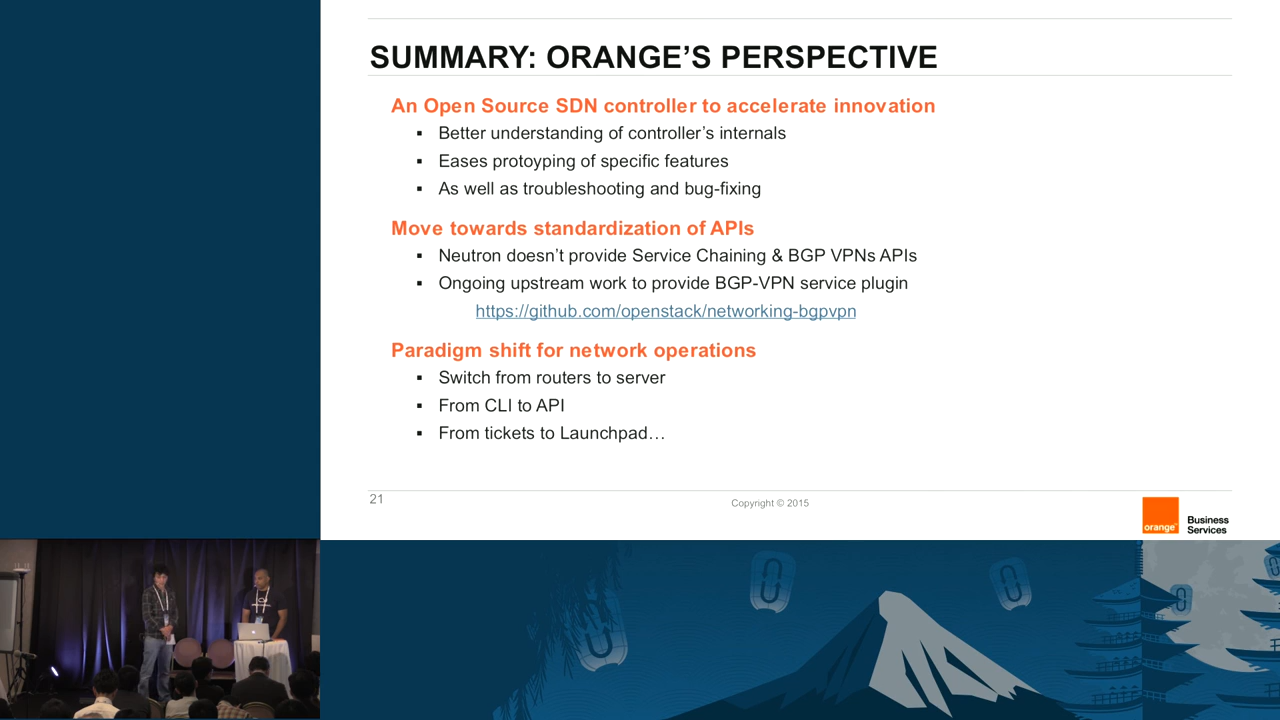 SUMMARY: ORANGE’S PERSPECTIVE
An Open Source SDN controller to accelerate innovation
▪ Better understanding of controller’s internals
▪ Eases protoyping of specific features
▪ As well as troubleshooting and bug-fixing
Move towards standardization of APIs
▪ Neutron doesn’t provide Service Chaining & BGP VPNs APIs
▪ Ongoing upstream work to provide BGP-VPN service plugin
https://github.com/openstack/networking-bgpvpn
Paradigm shift for network operations
▪ Switch from routers to server
▪ From CLI to API
▪ From tickets to Launchpad…
21
Copyright © 2015
orange™
Business
Services